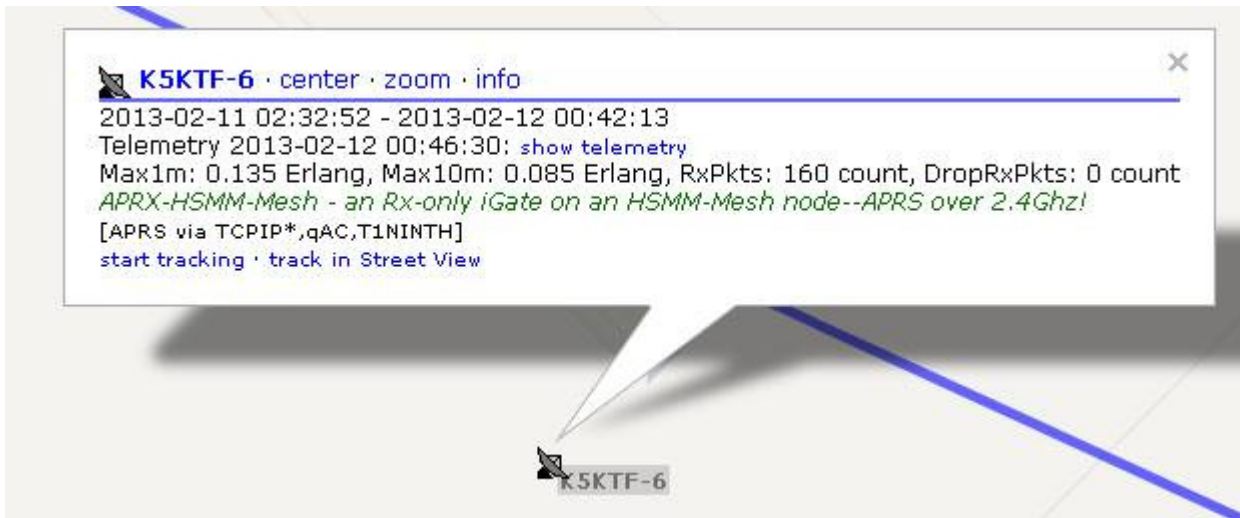 K5KTF-6 · center · zoom · info
2013-02-11 02:32:52 - 2013-02-12 00:42:13
Telemetry 2013-02-12 00:46:30: show telemetry
Max1m: 0.135 Erlang, Max10m: 0.085 Erlang, RxPkts: 160 count, DropRxPkts: 0 count
APRX-HSMM-Mesh - an Rx-only iGate on an HSMM-Mesh node--APRS over 2.4Ghz!
[APRS via TCPIP*,qAC,T1NINTH]
start tracking · track in Street View
K5KTF-6